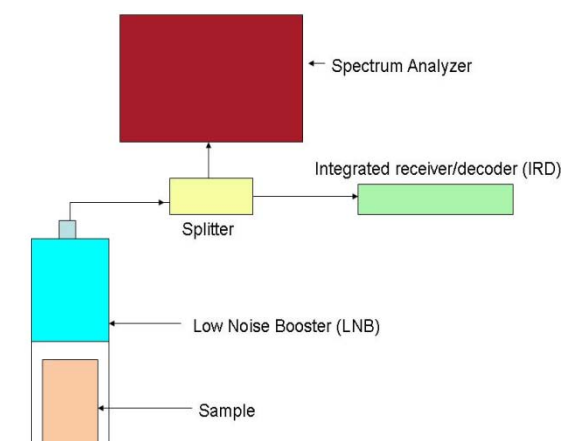 Spectrum Analyzer
Integrated receiver/decoder (IRD)
Splitter
Low Noise Booster (LNB)
Sample